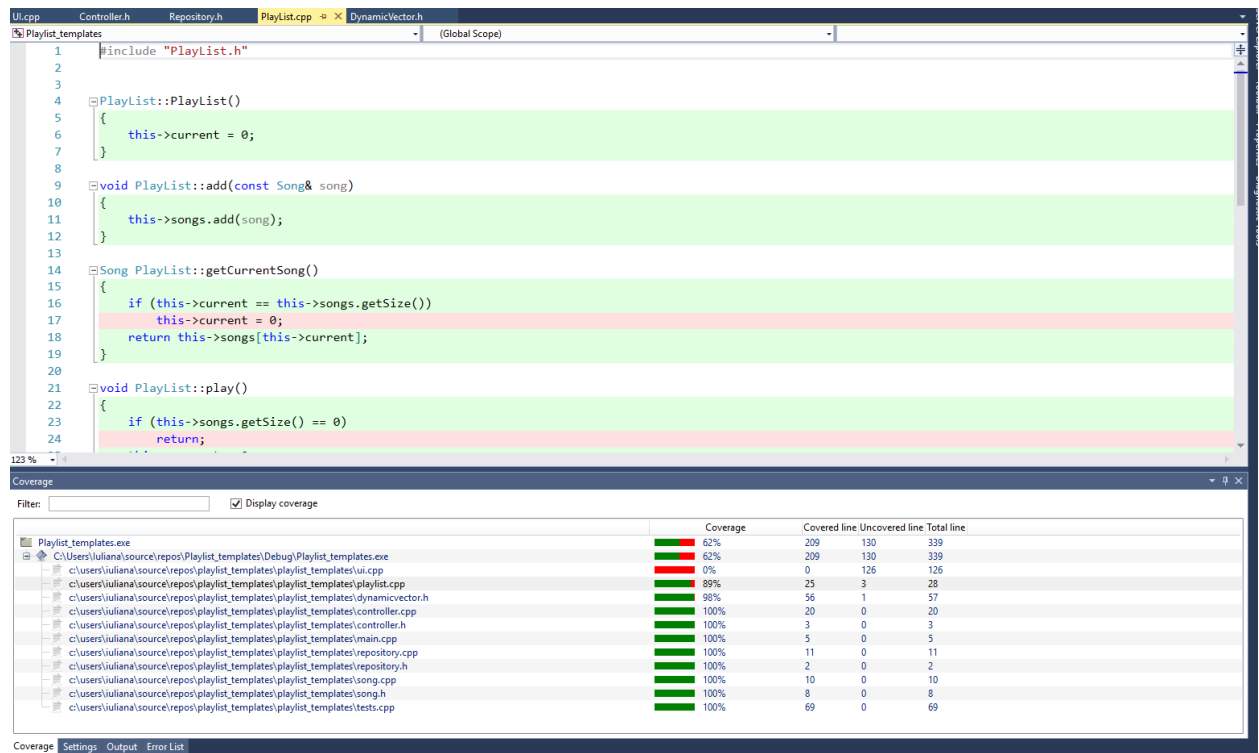 UI.cpp Controller.h Repository.h PlayList.cpp DynamicVector.h
Playlist_templates (Global Scope)
1 #include "PlayList.h"
2
3
4 PlayList::PlayList()
5 {
6 this->current = 0;
7 }
8
9 void PlayList::add(const Song& song)
10 {
11 this->songs.add(song);
12 }
13
14 Song PlayList::getCurrentSong()
15 {
16 if (this->current == this->songs.getSize())
17 this->current = 0;
18 return this->songs[this->current];
19 }
20
21 void PlayList::play()
22 {
23 if (this->songs.getSize() == 0)
24 return;
123 %
Coverage
Filter: Display coverage
Coverage Covered line Uncovered line Total line
Playlist_templates.exe 62% 209 130 339
C:\Users\Iuliana\source\repos\Playlist_templates\Debug\Playlist_templates.exe 62% 209 130 339
c:\users\iuliana\source\repos\playlist_templates\playlist_templates\ui.cpp 0% 0 126 126
c:\users\iuliana\source\repos\playlist_templates\playlist_templates\playlist.cpp 89% 25 3 28
c:\users\iuliana\source\repos\playlist_templates\playlist_templates\dynamicvector.h 98% 56 1 57
c:\users\iuliana\source\repos\playlist_templates\playlist_templates\controller.cpp 100% 20 0 20
c:\users\iuliana\source\repos\playlist_templates\playlist_templates\controller.h 100% 3 0 3
c:\users\iuliana\source\repos\playlist_templates\playlist_templates\main.cpp 100% 5 0 5
c:\users\iuliana\source\repos\playlist_templates\playlist_templates\repository.cpp 100% 11 0 11
c:\users\iuliana\source\repos\playlist_templates\playlist_templates\repository.h 100% 2 0 2
c:\users\iuliana\source\repos\playlist_templates\playlist_templates\song.cpp 100% 10 0 10
c:\users\iuliana\source\repos\playlist_templates\playlist_templates\song.h 100% 8 0 8
c:\users\iuliana\source\repos\playlist_templates\playlist_templates\tests.cpp 100% 69 0 69
Coverage Settings Output Error List